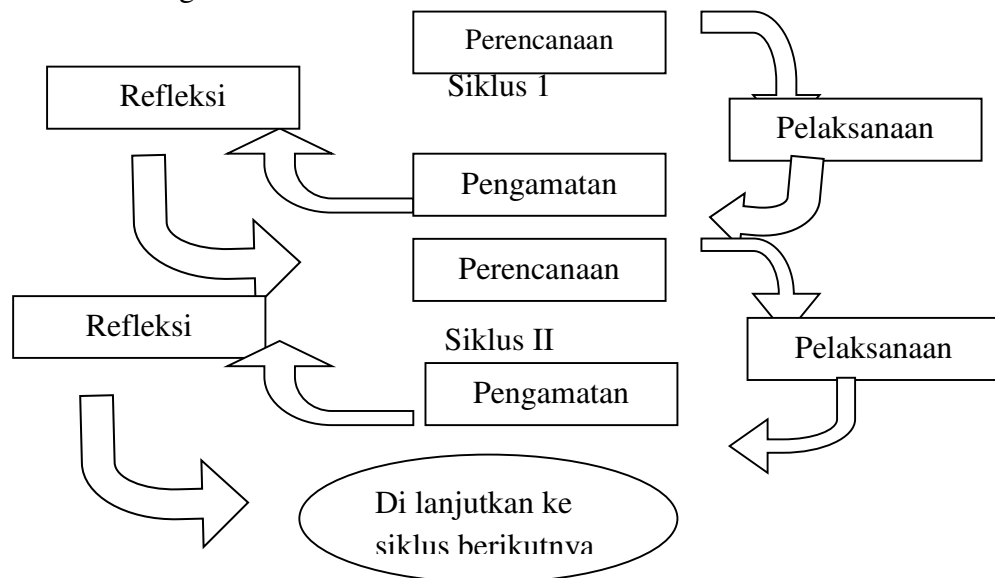 Perencanaan
Siklus 1
Refleksi
Pelaksanaan
Pengamatan
Perencanaan
Refleksi
Siklus II
Pelaksanaan
Pengamatan
Di lanjutkan ke
siklus berikutnya